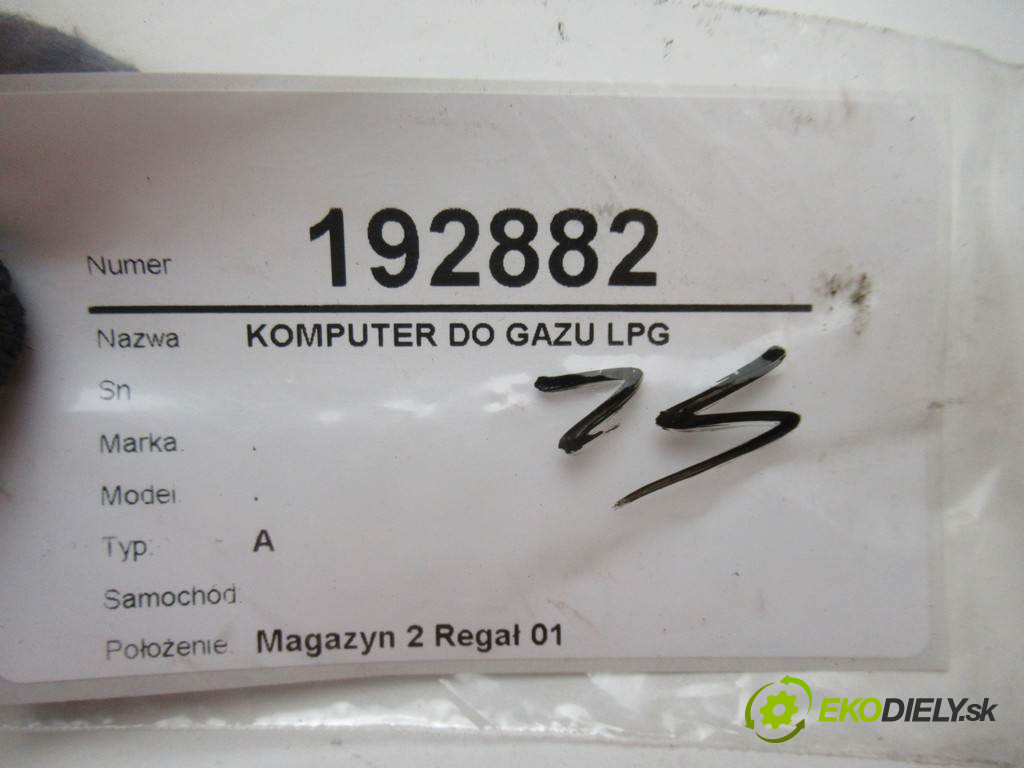 Numer 192882
Nazwa KOMPUTER DO GAZU LPG
Sn
Marka.
Model.
Typ: A
Samochód:
Położenie: Magazyn 2 Regał 01
EKODIELY.sk